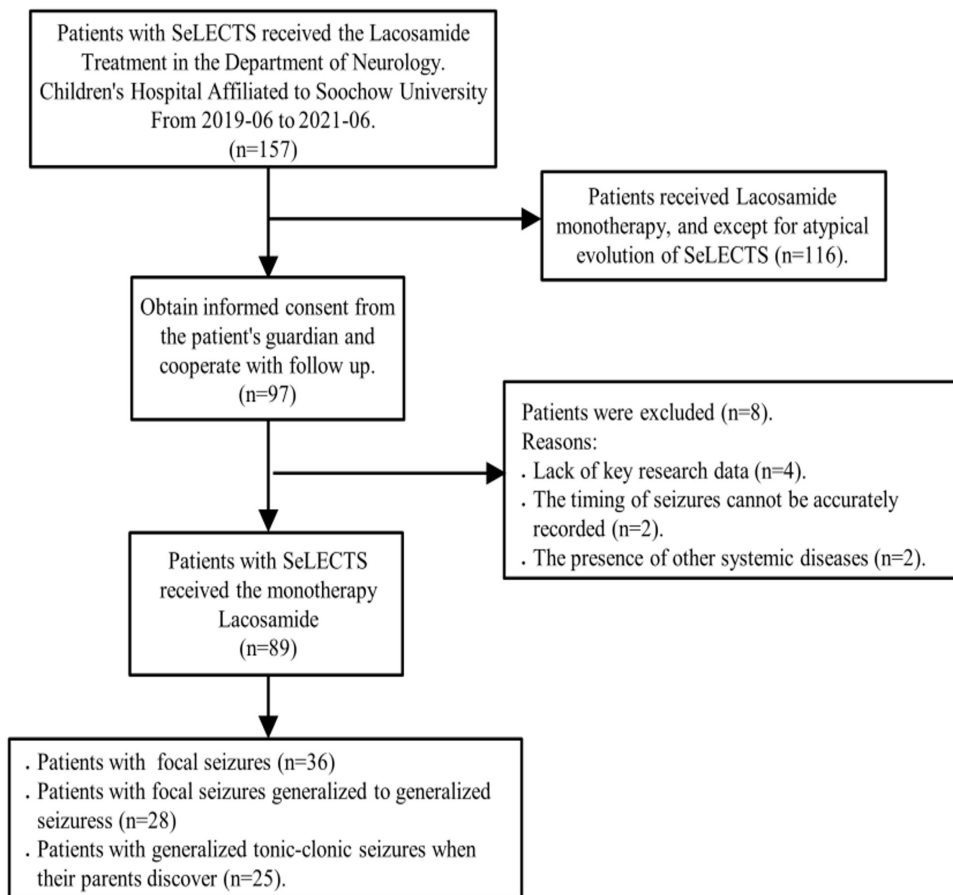 Patients with SeLECTS received the Lacosamide
Treatment in the Department of Neurology.
Children's Hospital Affiliated to Soochow University
From 2019-06 to 2021-06.
(n=157)
Patients received Lacosamide
monotherapy, and except for atypical
evolution of SeLECTS (n=116).
Obtain informed consent from
the patient's guardian and
cooperate with follow up.
(n=97)
Patients were excluded (n=8).
Reasons:
. Lack of key research data (n=4).
. The timing of seizures cannot be accurately
recorded (n=2).
. The presence of other systemic diseases (n=2).
Patients with SeLECTS
received the monotherapy
Lacosamide
(n=89)
. Patients with focal seizures (n=36)
. Patients with focal seizures generalized to generalized
seizuress (n=28)
. Patients with generalized tonic-clonic seizures when
their parents discover (n=25).